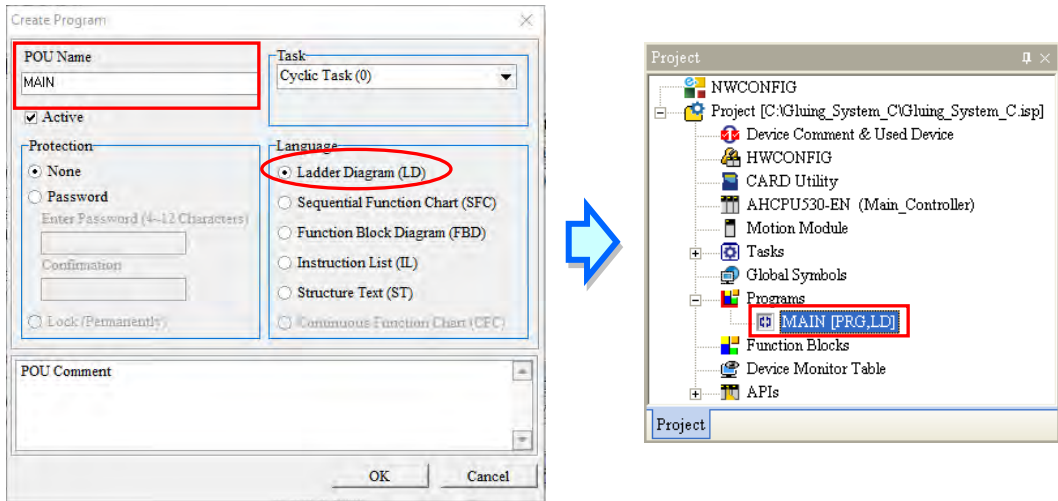 Create Program
POU Name
MAIN
Active
Protection
None
Password
Enter Password (4~12 Characters)
Confirmation
Lock (Permanently)
Task
Cyclic Task (0)
Language
Ladder Diagram (LD)
Sequential Function Chart (SFC)
Function Block Diagram (FBD)
Instruction List (IL)
Structure Text (ST)
Continuous Function Chart (CFC)
POU Comment
OK
Cancel
Project
NWCONFIG
Project [C:\Gluing_System_C\Gluing_System_C.isp]
Device Comment & Used Device
HWCONFIG
CARD Utility
AHCPU530-EN (Main_Controller)
Motion Module
Tasks
Global Symbols
Programs
MAIN [PRG,LD]
Function Blocks
Device Monitor Table
APIs
Project